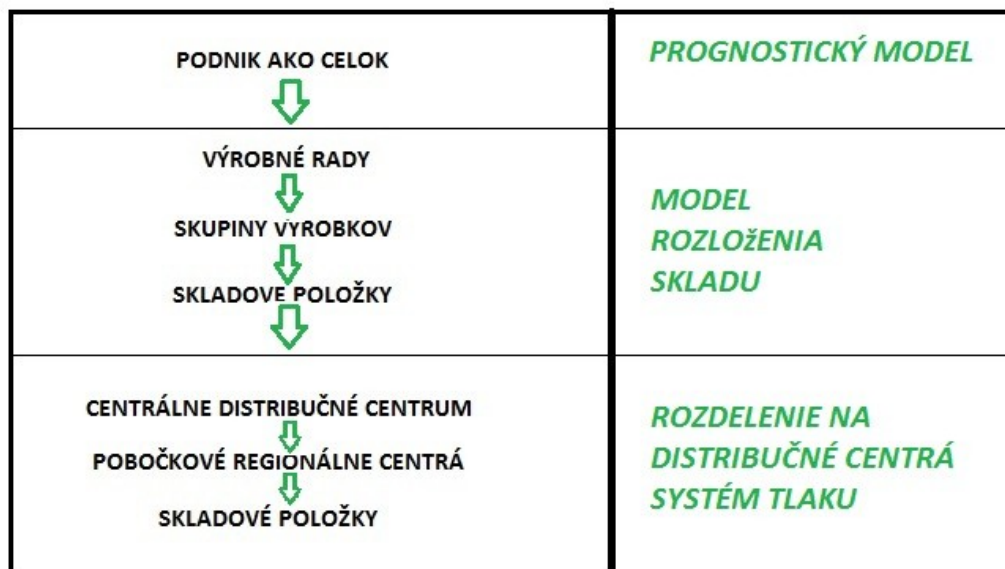 PODNIK AKO CELOK
PROGNOSTICKÝ MODEL
VÝROBNÉ RADY
SKUPINY VÝROBKOV
SKLADOVE POLOŽKY
MODEL
ROZLOžENIA
SKLADU
CENTRÁLNE DISTRIBUČNÉ CENTRUM
POBOČKOVÉ REGIONÁLNE CENTRÁ
SKLADOVÉ POLOŽKY
ROZDELENIE NA
DISTRIBUČNÉ CENTRÁ
SYSTÉM TLAKU